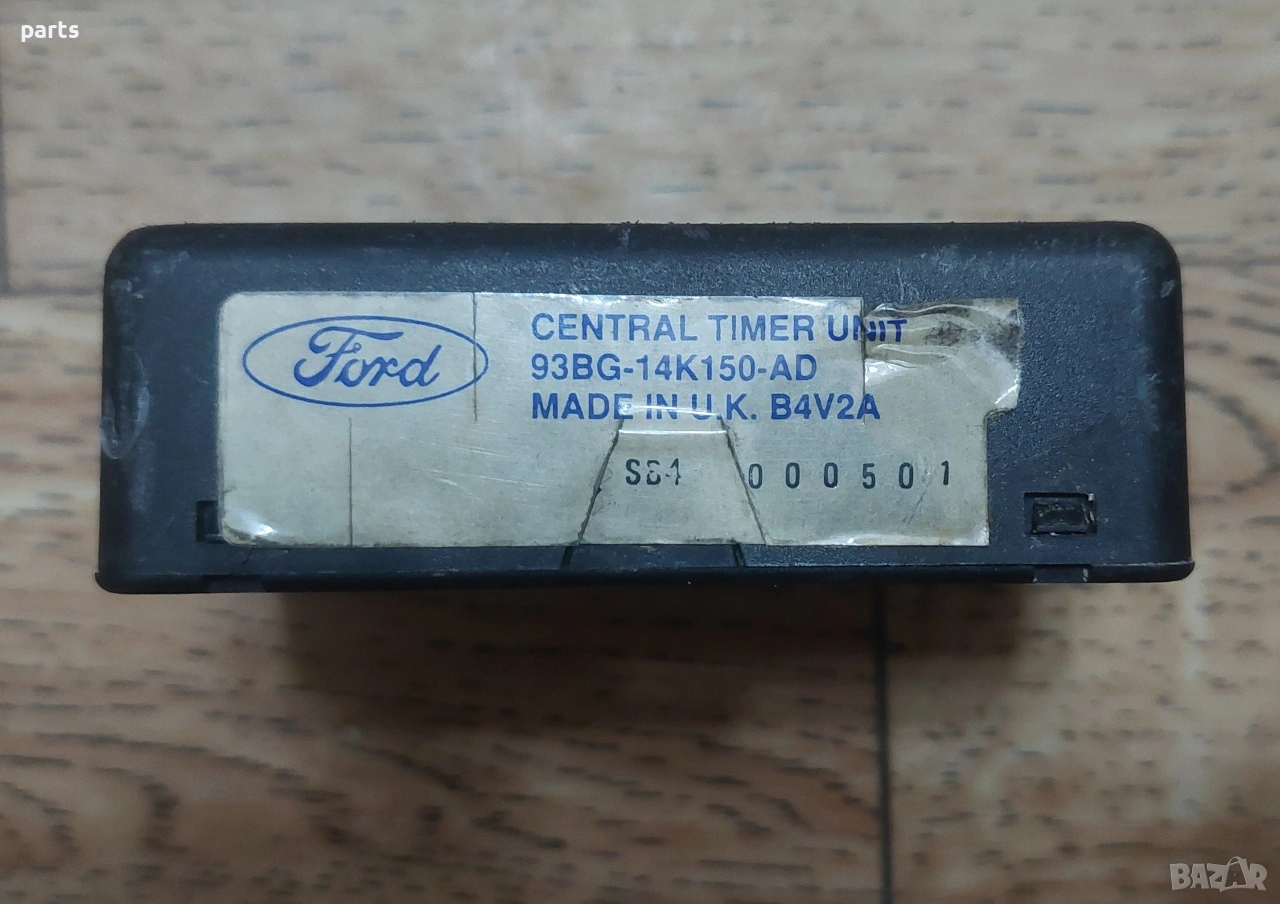 parts
Ford
CENTRAL TIMER UNIT
93BG-14K150-AD
MADE IN U.K. B4V2A
000501
BAZAR